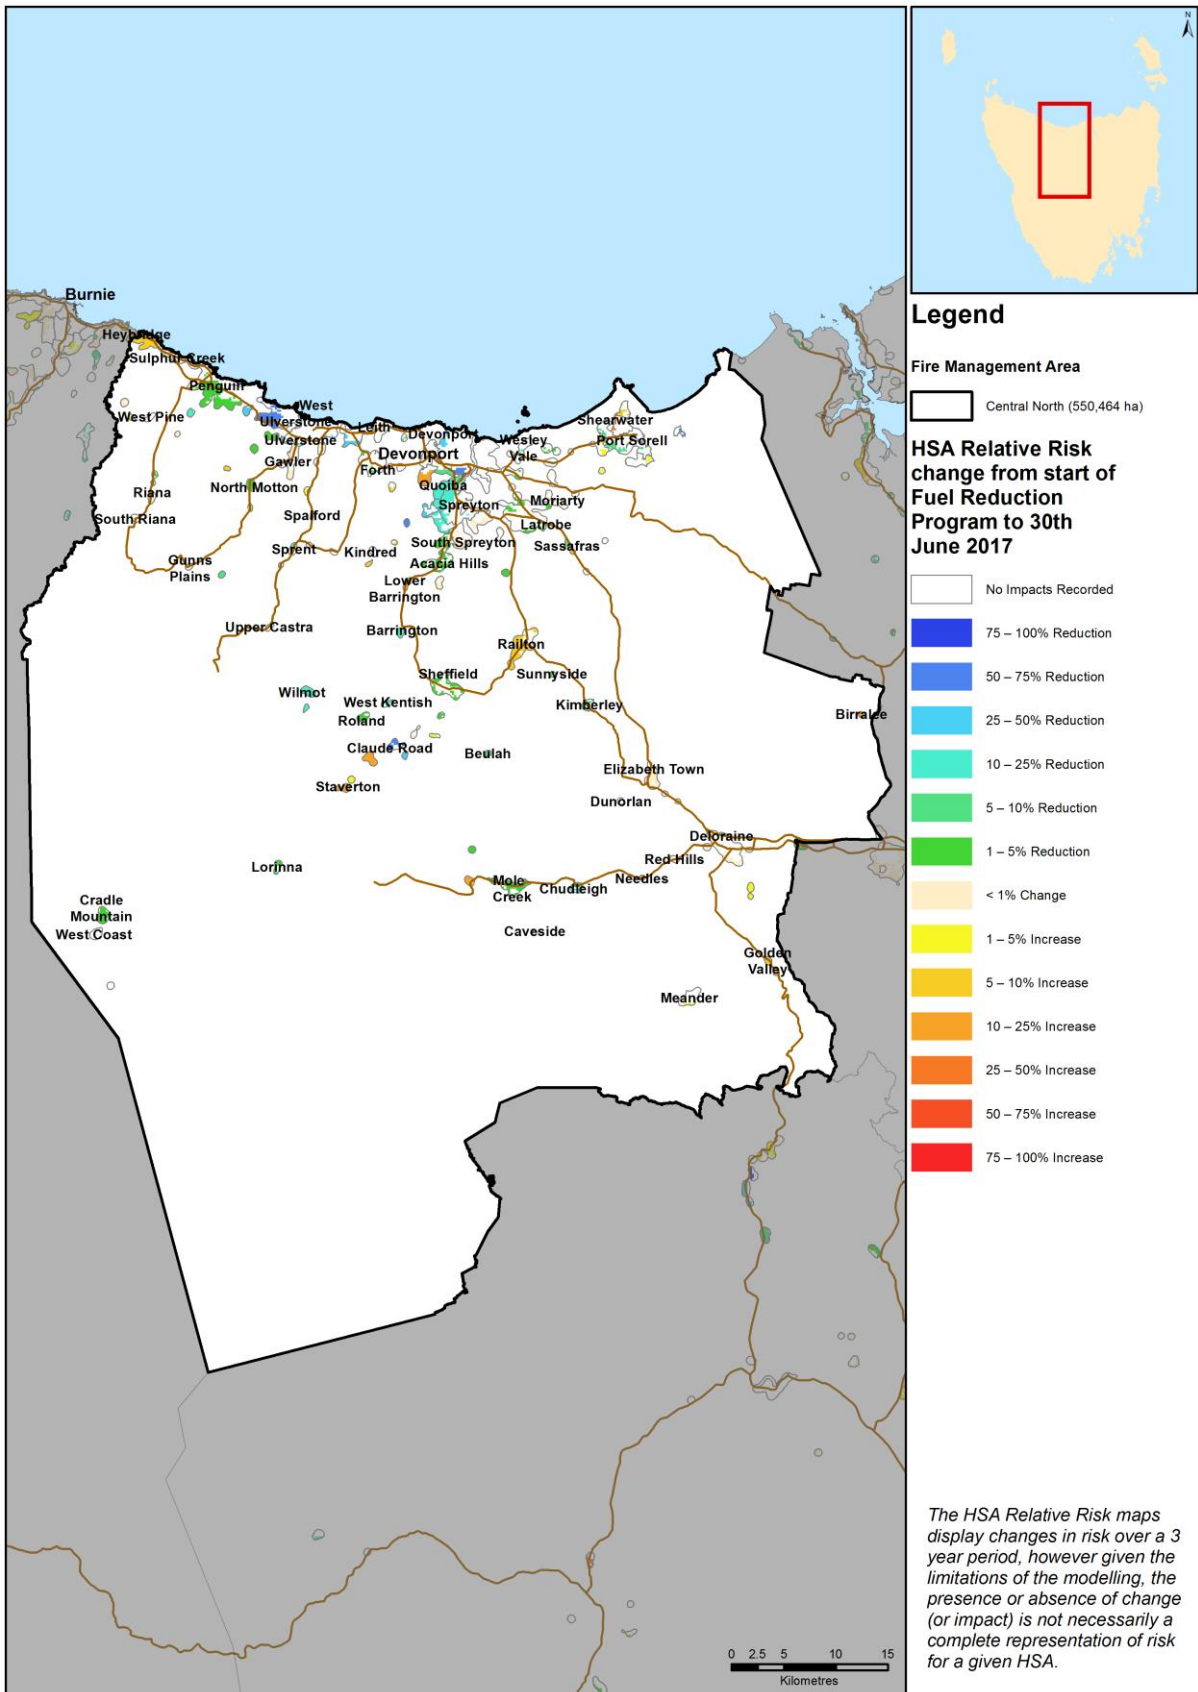 N
Burnie
Heybridge
Sulphur Creek
Penguin
West
Ulverstone
West Pine
Ulverstone
Leith
Devonport
Shearwater
Wesley
Vale
Port Sorell
Gawler
Devonport
Forth
Quoiba
Riana
North Motton
Spreyton
Moriarty
South Riana
Spalford
Latrobe
South Spreyton
Sassafras
Sprent
Kindred
Gunns
Plains
Acacia Hills
Lower
Barrington
Upper Castra
Barrington
Railton
Sheffield
Sunnyside
Wilmot
West Kentish
Kimberley
Roland
Birralee
Claude Road
Beulah
Elizabeth Town
Staverton
Dunorlan
Deloraine
Red Hills
Lorinna
Mole
Creek
Chudleigh
Needles
Cradle
Mountain
West Coast
Caveside
Golden
Valley
Meander
0 2.5 5 10 15
Kilometres
Legend
Fire Management Area
Central North (550,464 ha)
HSA Relative Risk
change from start of
Fuel Reduction
Program to 30th
June 2017
No Impacts Recorded
75 – 100% Reduction
50 – 75% Reduction
25 – 50% Reduction
10 – 25% Reduction
5 – 10% Reduction
1 – 5% Reduction
< 1% Change
1 – 5% Increase
5 – 10% Increase
10 – 25% Increase
25 – 50% Increase
50 – 75% Increase
75 – 100% Increase
The HSA Relative Risk maps
display changes in risk over a 3
year period, however given the
limitations of the modelling, the
presence or absence of change
(or impact) is not necessarily a
complete representation of risk
for a given HSA.